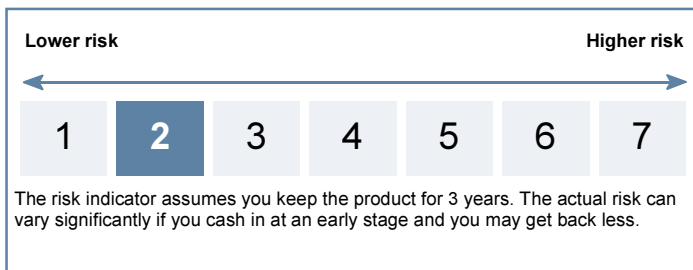 Lower risk Higher risk
1 2 3 4 5 6 7
The risk indicator assumes you keep the product for 3 years. The actual risk can
vary significantly if you cash in at an early stage and you may get back less.